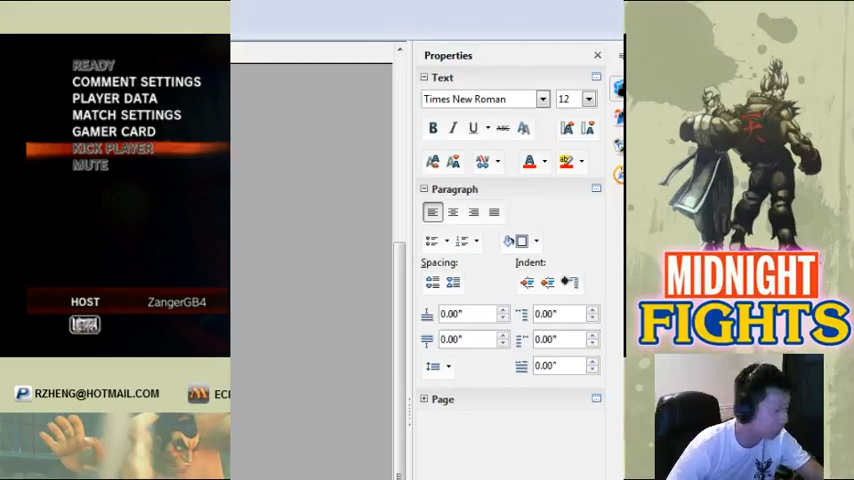 READY
COMMENT SETTINGS
PLAYER DATA
MATCH SETTINGS
GAMER CARD
KICK PLAYER
MUTE
HOST ZangerGB4
RZHENG@HOTMAIL.COM
Properties
Text
Times New Roman 12
B I U ABC A
A
Paragraph
Spacing: Indent:
0.00" 0.00"
0.00" 0.00"
0.00"
Page
MIDNIGHT
FIGHTS